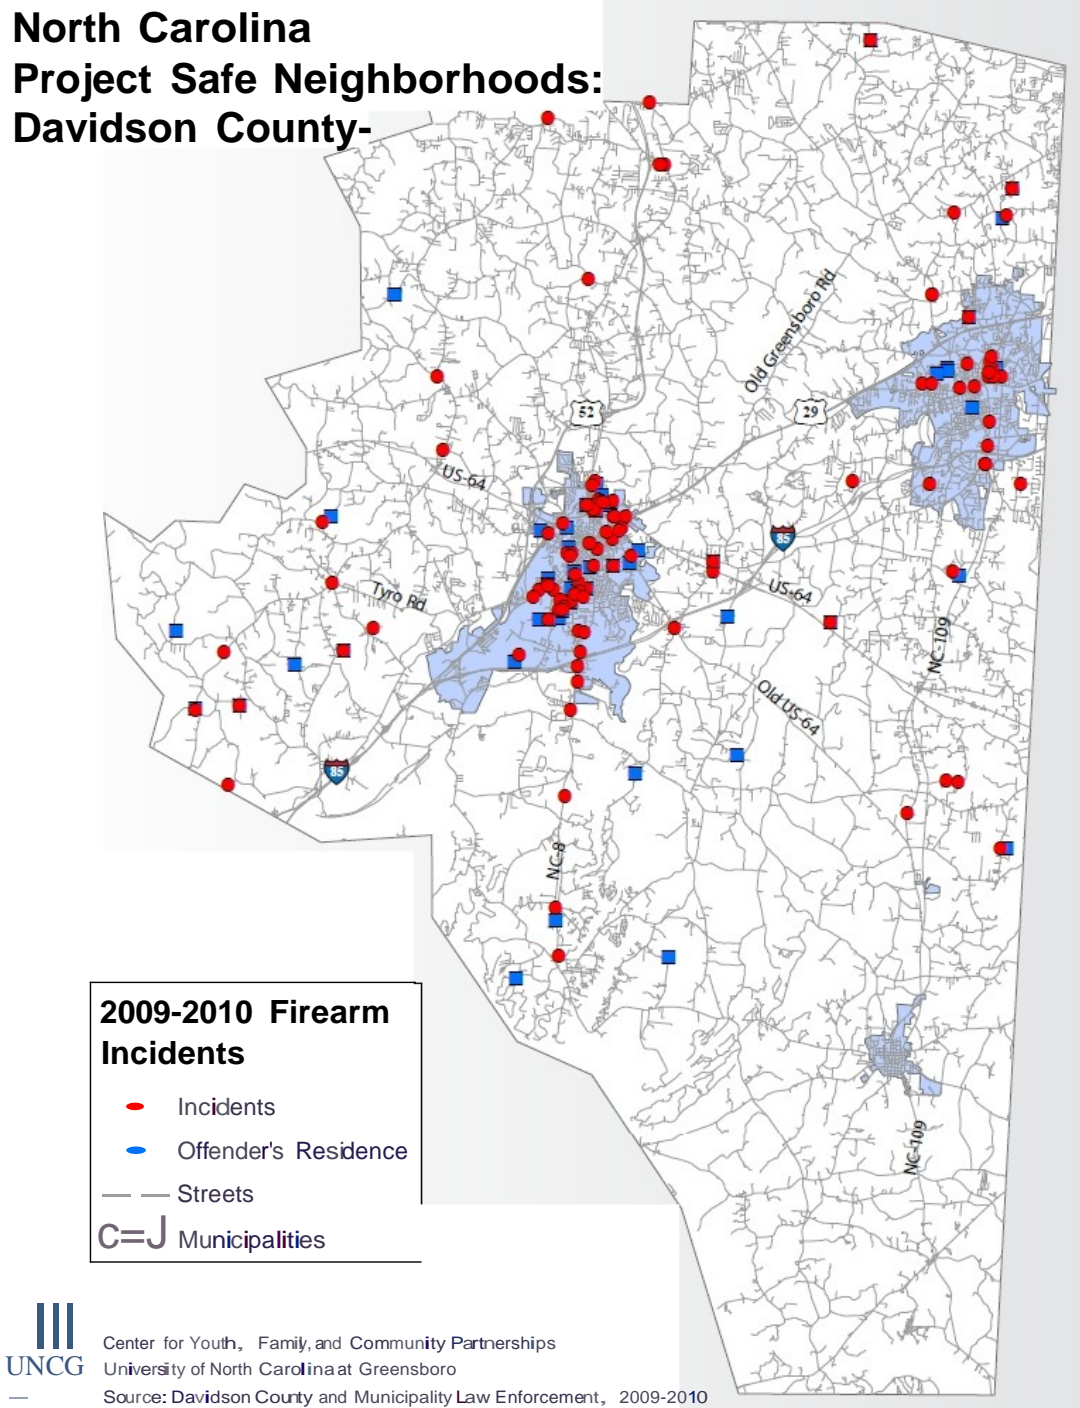 North Carolina
Project Safe Neighborhoods:
Davidson County-
Old Greensboro Rd
52
29
US-64
85
Tyro Rd
US-64
NC-109
Old US-64
85
NC-8
NC-109
2009-2010 Firearm
Incidents
Incidents
Offender's Residence
Streets
c=J Municipalities
UNCG
Center for Youth, Family, and Community Partnerships
University of North Carolina at Greensboro
Source: Davidson County and Municipality Law Enforcement, 2009-2010